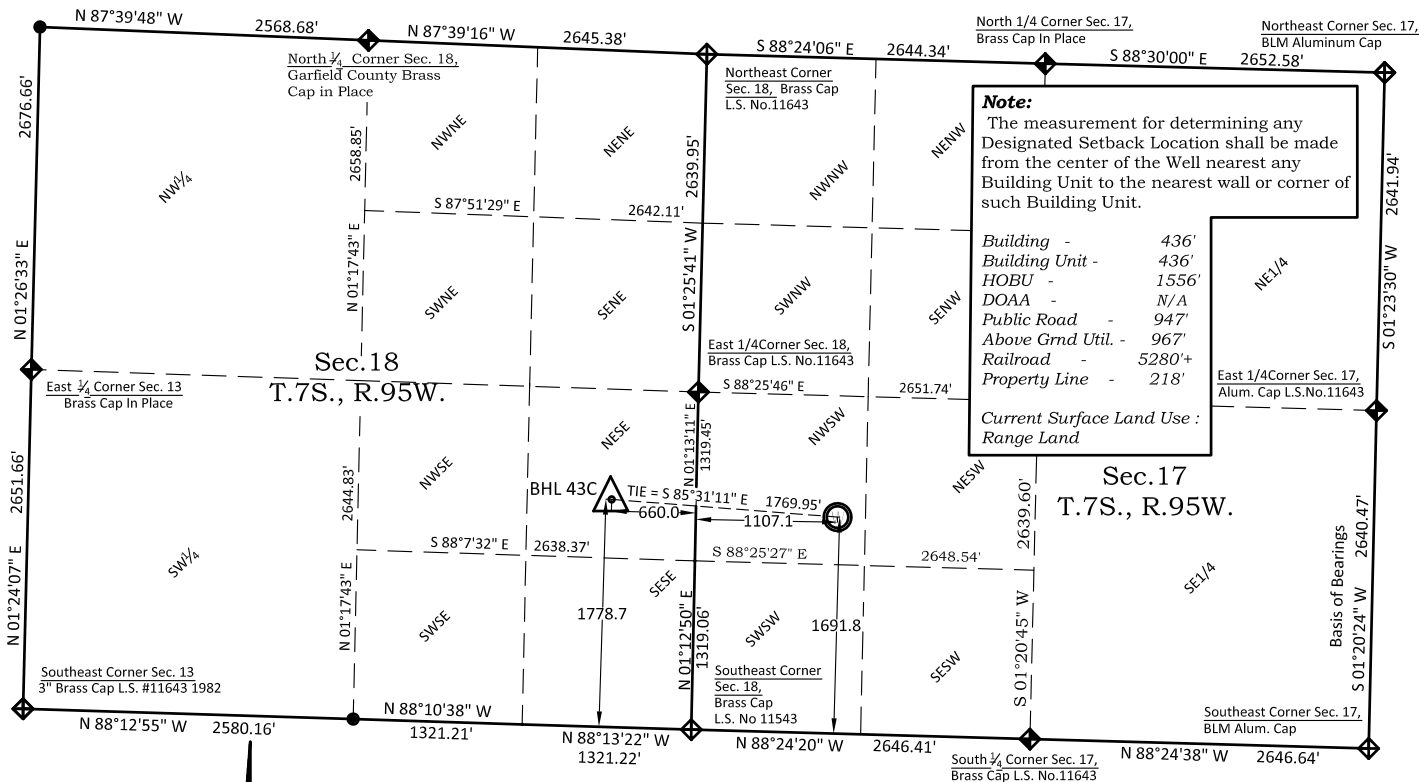 N 87°39'48" W
2568.68'
N 87°39'16" W
2645.38'
S 88°24'06" E
2644.34'
North 1/4 Corner Sec. 17,
Brass Cap In Place
S 88°30'00" E
2652.58'
Northeast Corner Sec. 17,
BLM Aluminum Cap
North 1/4 Corner Sec. 18,
Garfield County Brass
Cap in Place
Northeast Corner
Sec. 18, Brass Cap
L.S. No.11643
2676.66'
N 01°26'33" E
NW1/4
2658.85'
N 01°17'43" E
NWNE
NENE
2639.95'
S 01°25'41" W
NWNW
NENW
S 87°51'29" E
2642.11'
SWNE
SENE
SWNW
SENW
Note:
The measurement for determining any
Designated Setback Location shall be made
from the center of the Well nearest any
Building Unit to the nearest wall or corner of
such Building Unit.
Building - 436'
Building Unit - 436'
HOBU - 1556'
DOAA - N/A
Public Road - 947'
Above Grnd Util. - 967'
Railroad - 5280'+
Property Line - 218'
Current Surface Land Use :
Range Land
NE1/4
2641.94'
S 01°23'30" W
East 1/4Corner Sec. 18,
Brass Cap L.S. No.11643
Sec.18
T.7S., R.95W.
East 1/4 Corner Sec. 13
Brass Cap In Place
S 88°25'46" E
2651.74'
East 1/4Corner Sec. 17,
Alum. Cap L.S.No.11643
2651.66'
N 01°24'07" E
SW1/4
2644.83'
N 01°17'43" E
NWSE
NESE
N 01°13'11" E
1319.45'
NWSW
NESW
Sec.17
T.7S., R.95W.
BHL 43C
TIE = S 85°31'11" E
1769.95'
660.0
1107.1
2639.60'
S 01°20'45" W
S 88°7'32" E
2638.37'
S 88°25'27" E
2648.54'
SWSE
SESE
1778.7
N 01°12'50" E
1319.06'
SWSW
1691.8
SESW
SE1/4
Basis of Bearings
2640.47'
S 01°20'24" W
Southeast Corner Sec. 13
3" Brass Cap L.S. #11643 1982
Southeast Corner
Sec. 18,
Brass Cap
L.S. No 11543
Southeast Corner Sec. 17,
BLM Alum. Cap
N 88°12'55" W
2580.16'
N 88°10'38" W
1321.21'
N 88°13'22" W
1321.22'
N 88°24'20" W
2646.41'
South 1/4 Corner Sec. 17,
Brass Cap L.S. No.11643
N 88°24'38" W
2646.64'